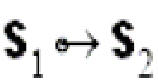 S₁ ⊶ S₂